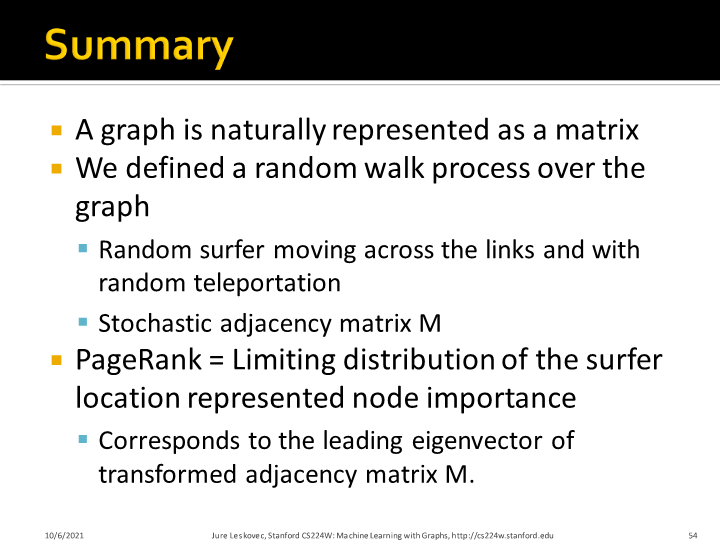 Summary
A graph is naturally represented as a matrix
We defined a random walk process over the
graph
Random surfer moving across the links and with
random teleportation
Stochastic adjacency matrix M
PageRank = Limiting distribution of the surfer
location represented node importance
Corresponds to the leading eigenvector of
transformed adjacency matrix M.
10/6/2021 Jure Leskovec, Stanford CS224W: Machine Learning with Graphs, http://cs224w.stanford.edu 54